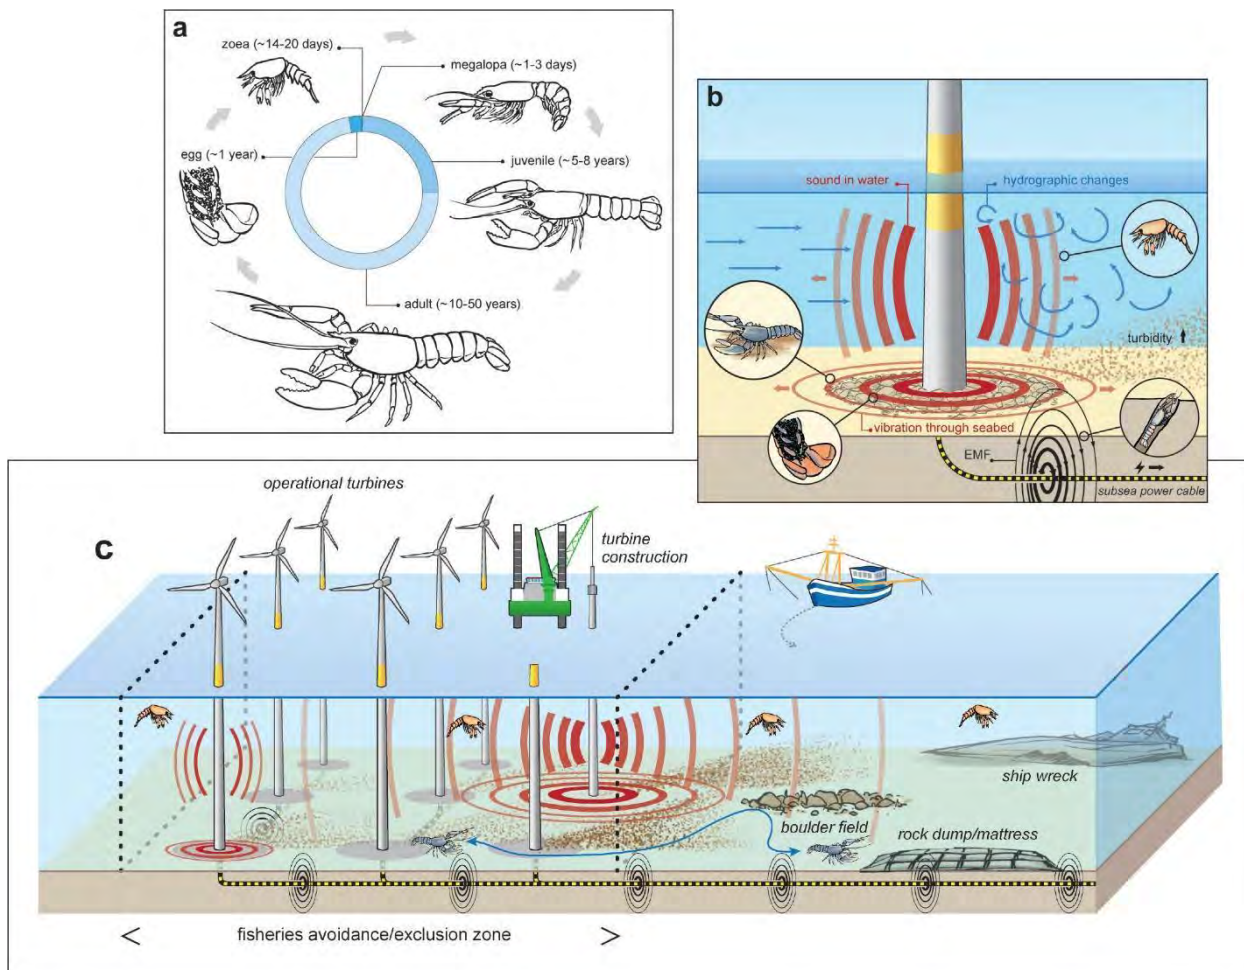 a
zoea (~14-20 days)
megalopa (~1-3 days)
egg (~1 year)
juvenile (~5-8 years)
adult (~10-50 years)
b
sound in water
hydrographic changes
turbidity
vibration through seabed
EMF
subsea power cable
c
operational turbines
turbine
construction
ship wreck
boulder field
rock dump/mattress
< fisheries avoidance/exclusion zone >